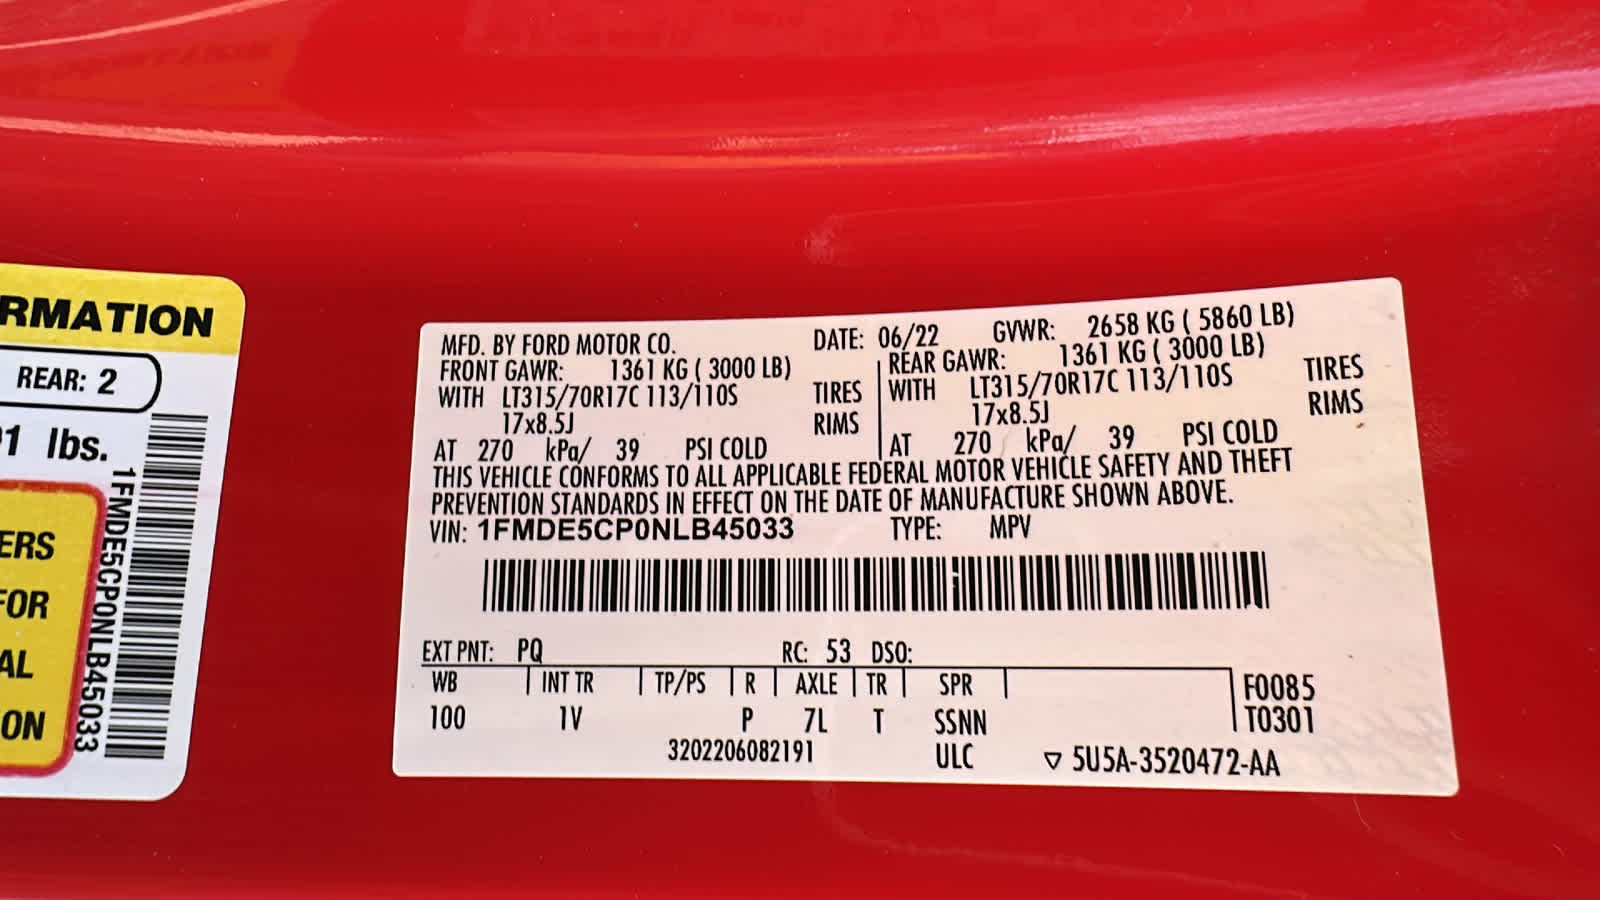 RMATION
REAR: 2
1 lbs.
ERS
FOR
AL
ON
1FMDE5CP0NLB45033
MFD. BY FORD MOTOR CO. DATE: 06/22 GVWR: 2658 KG ( 5860 LB)
FRONT GAWR: 1361 KG ( 3000 LB) REAR GAWR: 1361 KG ( 3000 LB)
WITH LT315/70R17C 113/110S TIRES WITH LT315/70R17C 113/110S TIRES
17x8.5J RIMS 17x8.5J RIMS
AT 270 kPa/ 39 PSI COLD AT 270 kPa/ 39 PSI COLD
THIS VEHICLE CONFORMS TO ALL APPLICABLE FEDERAL MOTOR VEHICLE SAFETY AND THEFT
PREVENTION STANDARDS IN EFFECT ON THE DATE OF MANUFACTURE SHOWN ABOVE.
VIN: 1FMDE5CP0NLB45033 TYPE: MPV
EXT PNT: PQ RC: 53 DSO:
WB INT TR TP/PS R AXLE TR SPR F0085
100 1V P 7L T SSNN T0301
3202206082191 ULC ▽ 5U5A-3520472-AA